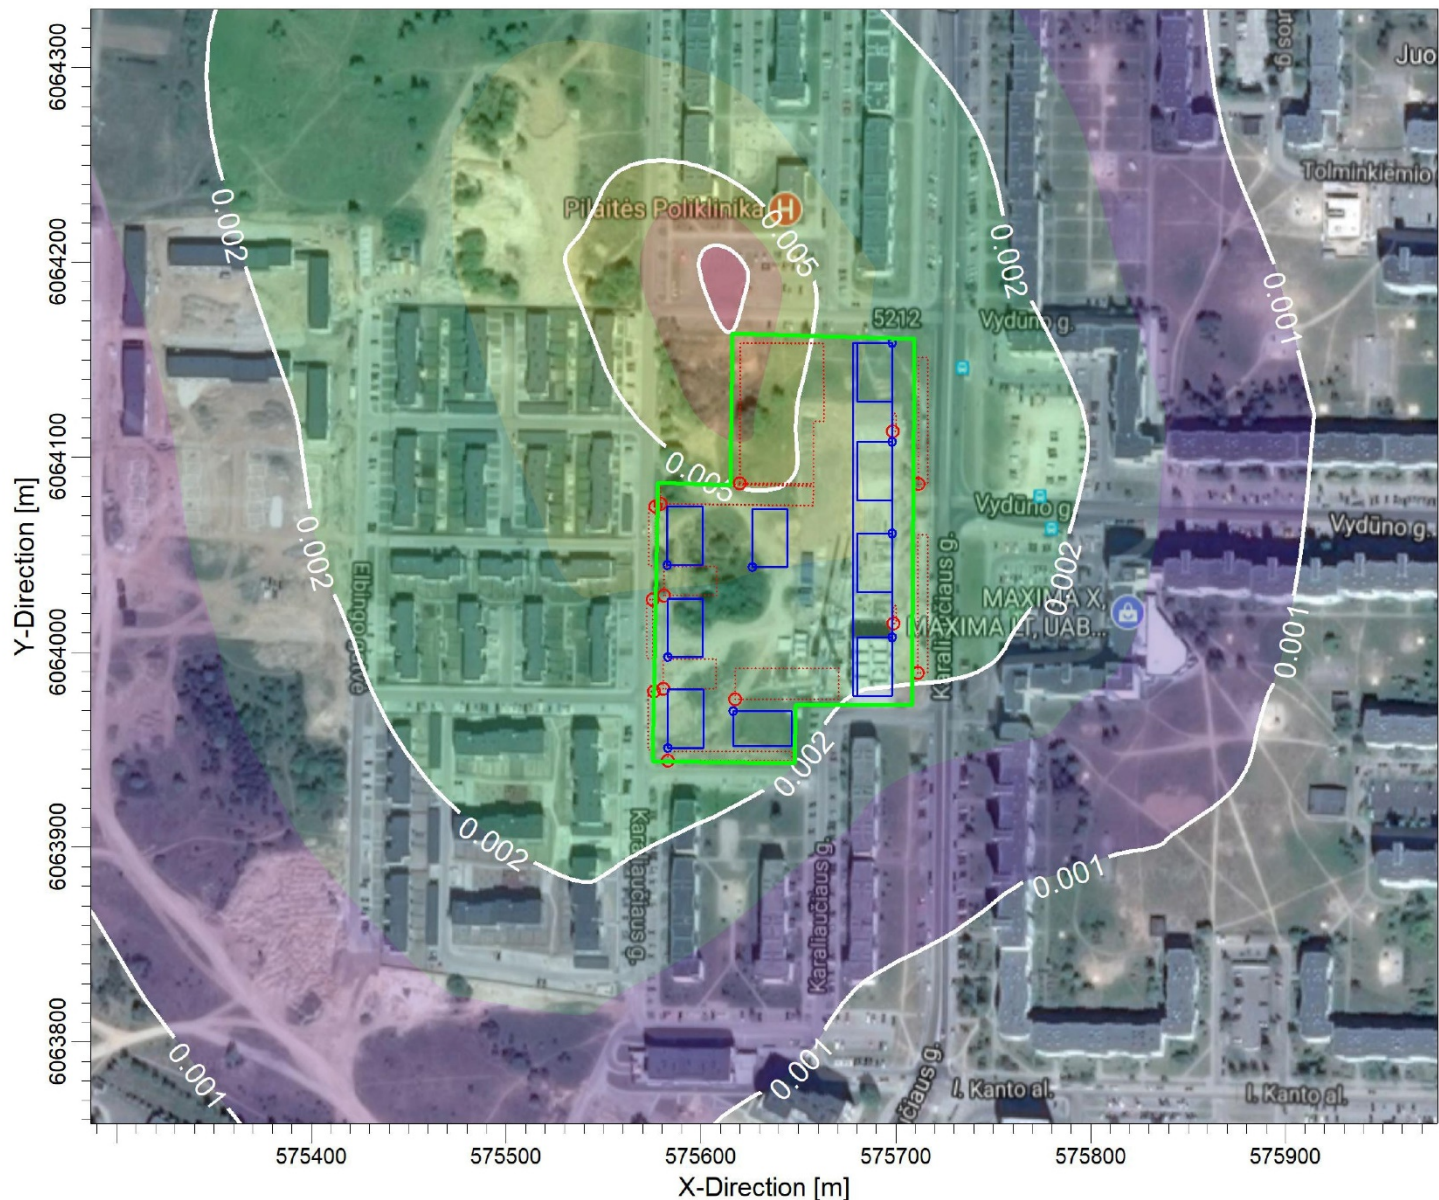 6064300
6064200
6064100
6064000
6063900
6063800
Y-Direction [m]
utos g.
Juo
Tolminkiemio
Pilaitės Poliklinika
H
0.005
0.002
0.002
0.001
5212
Vydūno g.
0.005
0.002
Vydūno g.
Vydūno g.
0.002
Elbingo gatvė
Karaliaučiaus g.
MAXIMA X,
MAXIMA LT, UAB...
0.001
0.002
0.002
Karaliaučiaus g.
Karaliaučiaus g.
0.001
0.001
0.001
čiaus g.
I. Kanto al.
I. Kanto al.
575400
575500
575600
575700
575800
575900
X-Direction [m]